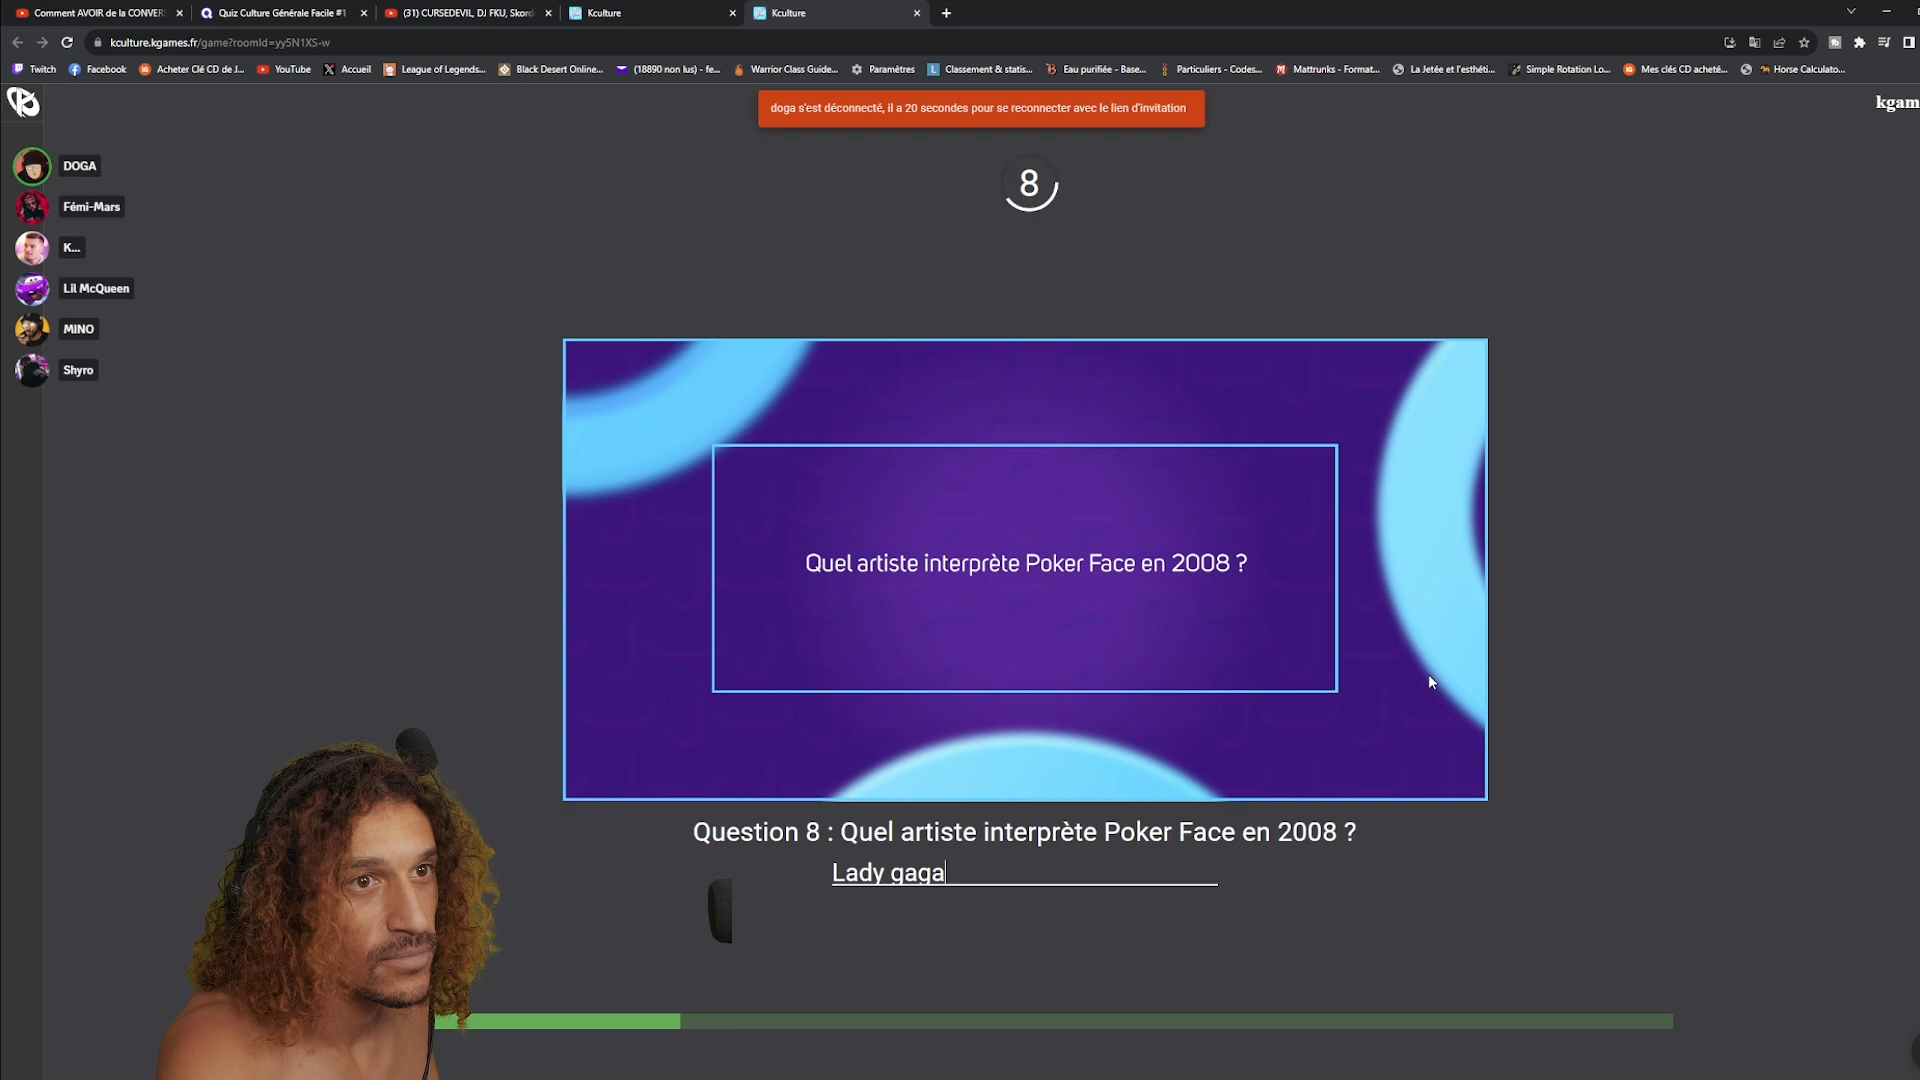 Comment AVOIR de la CONVER
Quiz Culture Générale Facile #1
(31) CURSEDEVIL, DJ FKU, Skord
Kculture
Kculture
kculture.kgames.fr/game?roomId=yy5N1XS-w
Twitch
Facebook
Acheter Clé CD de J...
YouTube
Accueil
League of Legends...
Black Desert Online...
(18890 non lus) - fe...
Warrior Class Guide...
Paramètres
Classement & statis...
Eau purifiée - Base...
Particuliers - Codes...
Mattrunks - Format...
La Jetée et l'esthéti...
Simple Rotation Lo...
Mes clés CD acheté...
Horse Calculato...
doga s'est déconnecté, il a 20 secondes pour se reconnecter avec le lien d'invitation
kgam
8
DOGA
Fémi-Mars
K...
Lil McQueen
MINO
Shyro
Quel artiste interprète Poker Face en 2008 ?
Question 8 : Quel artiste interprète Poker Face en 2008 ?
Lady gaga